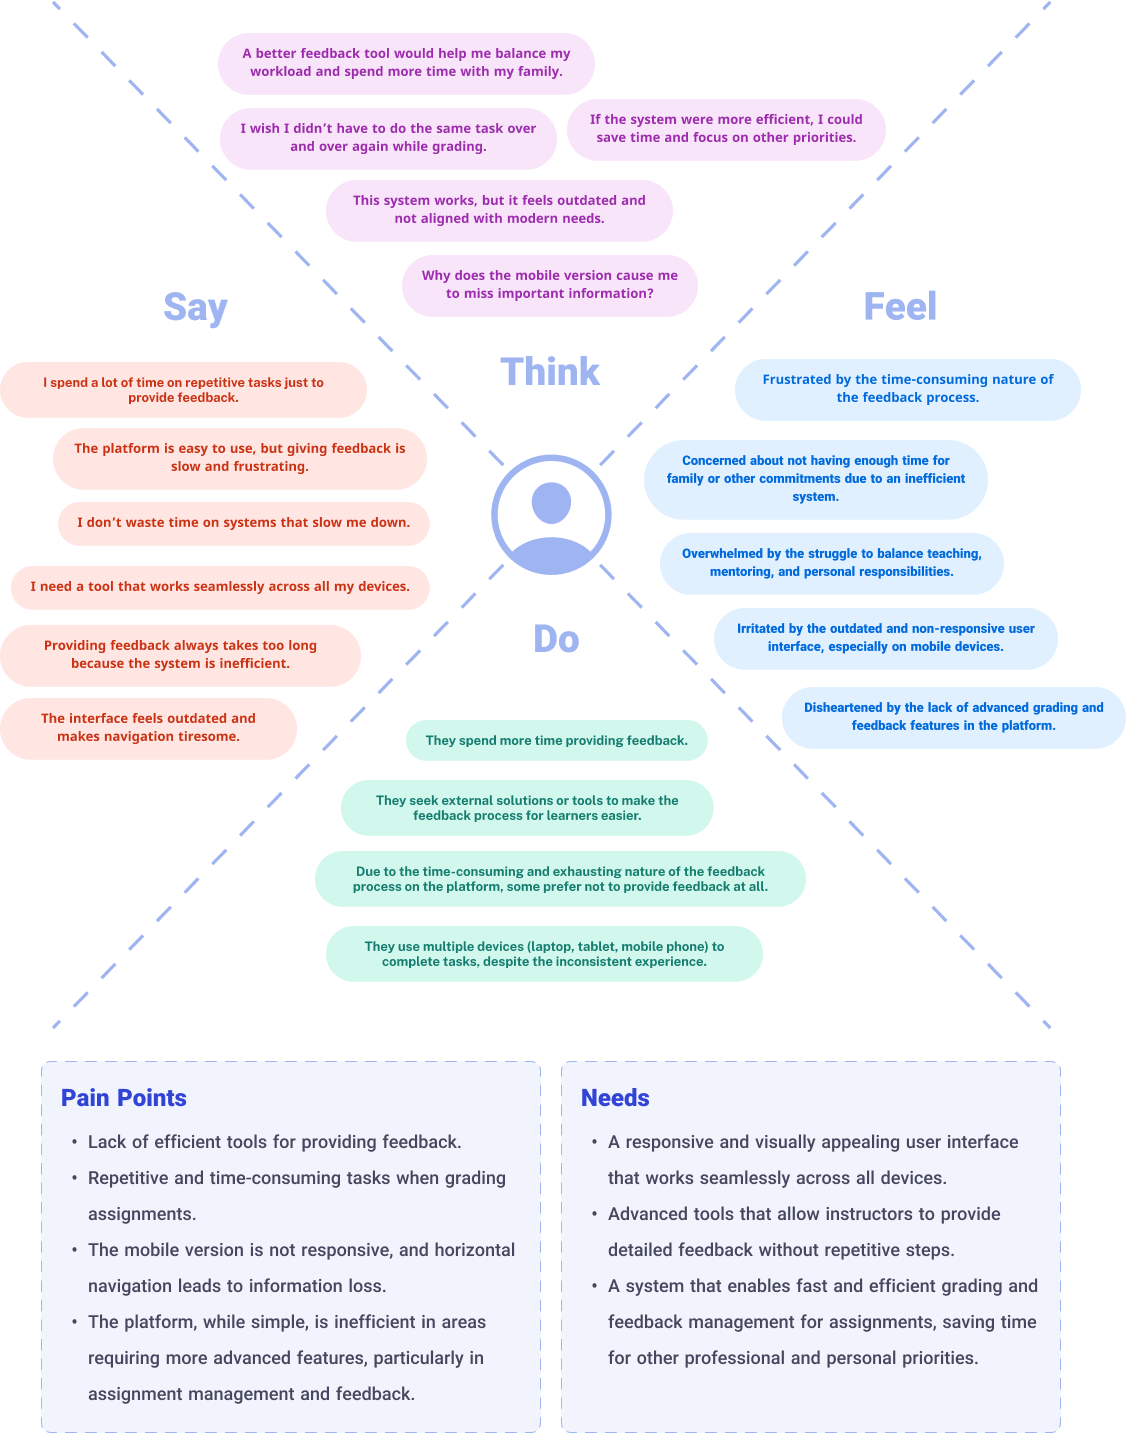 A better feedback tool would help me balance my
workload and spend more time with my family.
I wish I didn’t have to do the same task over
and over again while grading.
If the system were more efficient, I could
save time and focus on other priorities.
This system works, but it feels outdated and
not aligned with modern needs.
Why does the mobile version cause me
to miss important information?
Think
Say
I spend a lot of time on repetitive tasks just to
provide feedback.
The platform is easy to use, but giving feedback is
slow and frustrating.
I don’t waste time on systems that slow me down.
I need a tool that works seamlessly across all my devices.
Providing feedback always takes too long
because the system is inefficient.
The interface feels outdated and
makes navigation tiresome.
Feel
Frustrated by the time-consuming nature of
the feedback process.
Concerned about not having enough time for
family or other commitments due to an inefficient
system.
Overwhelmed by the struggle to balance teaching,
mentoring, and personal responsibilities.
Irritated by the outdated and non-responsive user
interface, especially on mobile devices.
Disheartened by the lack of advanced grading and
feedback features in the platform.
Do
They spend more time providing feedback.
They seek external solutions or tools to make the
feedback process for learners easier.
Due to the time-consuming and exhausting nature of the feedback
process on the platform, some prefer not to provide feedback at all.
They use multiple devices (laptop, tablet, mobile phone) to
complete tasks, despite the inconsistent experience.
Pain Points
• Lack of efficient tools for providing feedback.
• Repetitive and time-consuming tasks when grading
assignments.
• The mobile version is not responsive, and horizontal
navigation leads to information loss.
• The platform, while simple, is inefficient in areas
requiring more advanced features, particularly in
assignment management and feedback.
Needs
• A responsive and visually appealing user interface
that works seamlessly across all devices.
• Advanced tools that allow instructors to provide
detailed feedback without repetitive steps.
• A system that enables fast and efficient grading and
feedback management for assignments, saving time
for other professional and personal priorities.